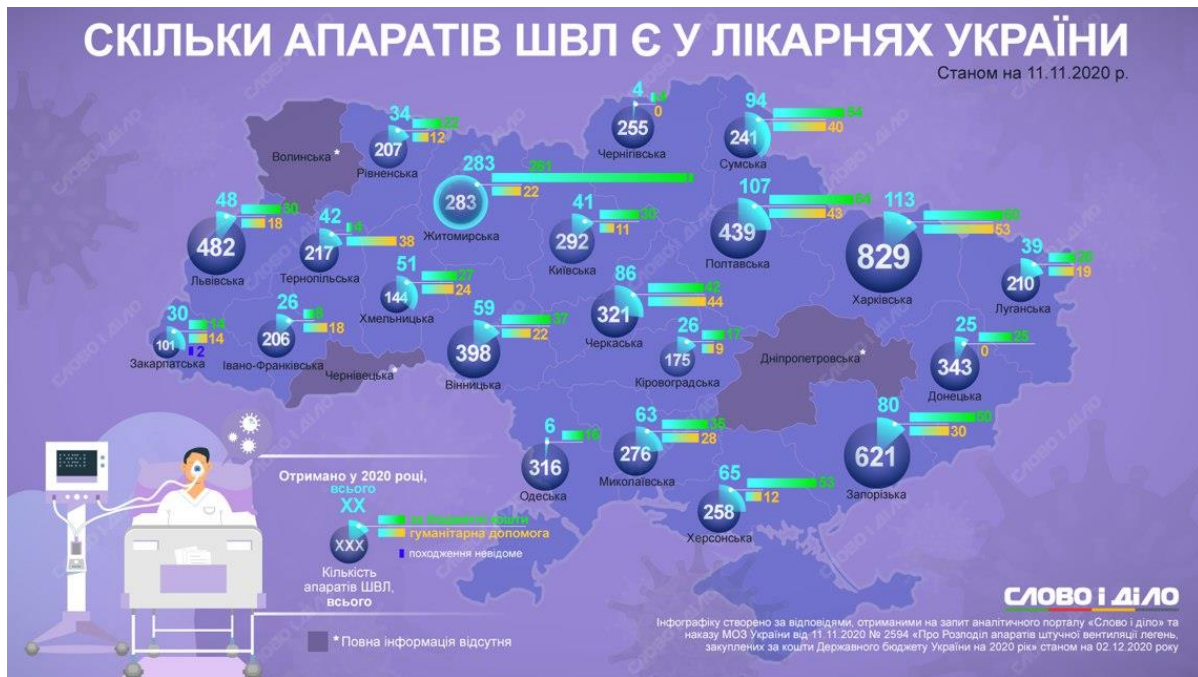 СКІЛЬКИ АПАРАТІВ ШВЛ Є У ЛІКАРНЯХ УКРАЇНИ
Станом на 11.11.2020 р.
Волинська *
34
22
12
207
Рівненська
283
261
22
283
Житомирська
4
4
0
255
Чернігівська
94
54
40
241
Сумська
48
30
18
482
Львівська
42
4
38
217
Тернопільська
51
27
24
144
Хмельницька
41
30
11
292
Київська
107
64
43
439
Полтавська
113
60
53
829
Харківська
39
20
19
210
Луганська
30
14
14
2
101
Закарпатська
26
8
18
206
Івано-Франківська
Чернівецька *
59
37
22
398
Вінницька
86
42
44
321
Черкаська
26
17
9
175
Кіровоградська
Дніпропетровська *
25
25
0
343
Донецька
6
16
316
Одеська
63
35
28
276
Миколаївська
65
53
12
258
Херсонська
80
50
30
621
Запорізька
Отримано у 2020 році,
всього
XX
за бюджетні кошти
гуманітарна допомога
XXX
походження невідоме
Кількість
апаратів ШВЛ,
всього
* Повна інформація відсутня
СЛОВО і ДІЛО
Інфографіку створено за відповідями, отриманими на запит аналітичного порталу «Слово і діло» та
наказу МОЗ України від 11.11.2020 № 2594 «Про Розподіл апаратів штучної вентиляції легень,
закуплених за кошти Державного бюджету України на 2020 рік» станом на 02.12.2020 року